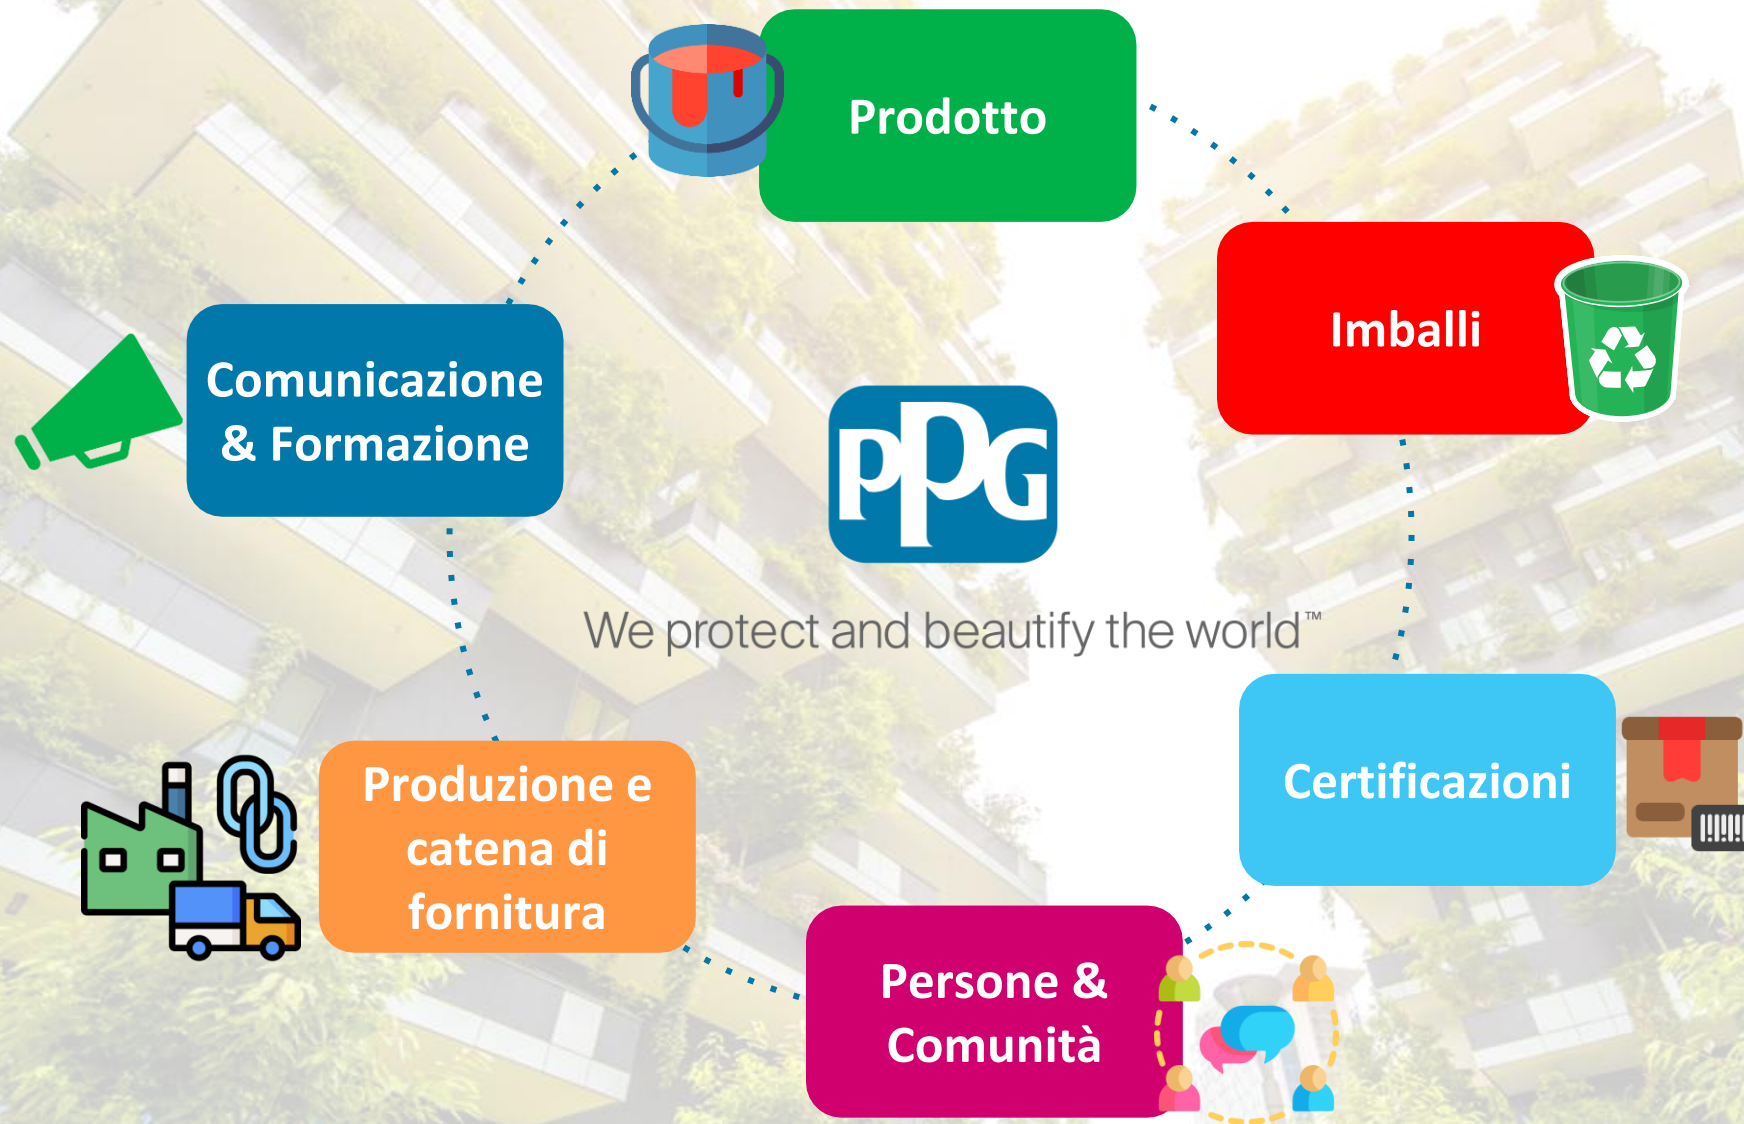 Prodotto
Imballi
Comunicazione
& Formazione
PPG
We protect and beautify the world™
Certificazioni
Produzione e
catena di
fornitura
Persone &
Comunità